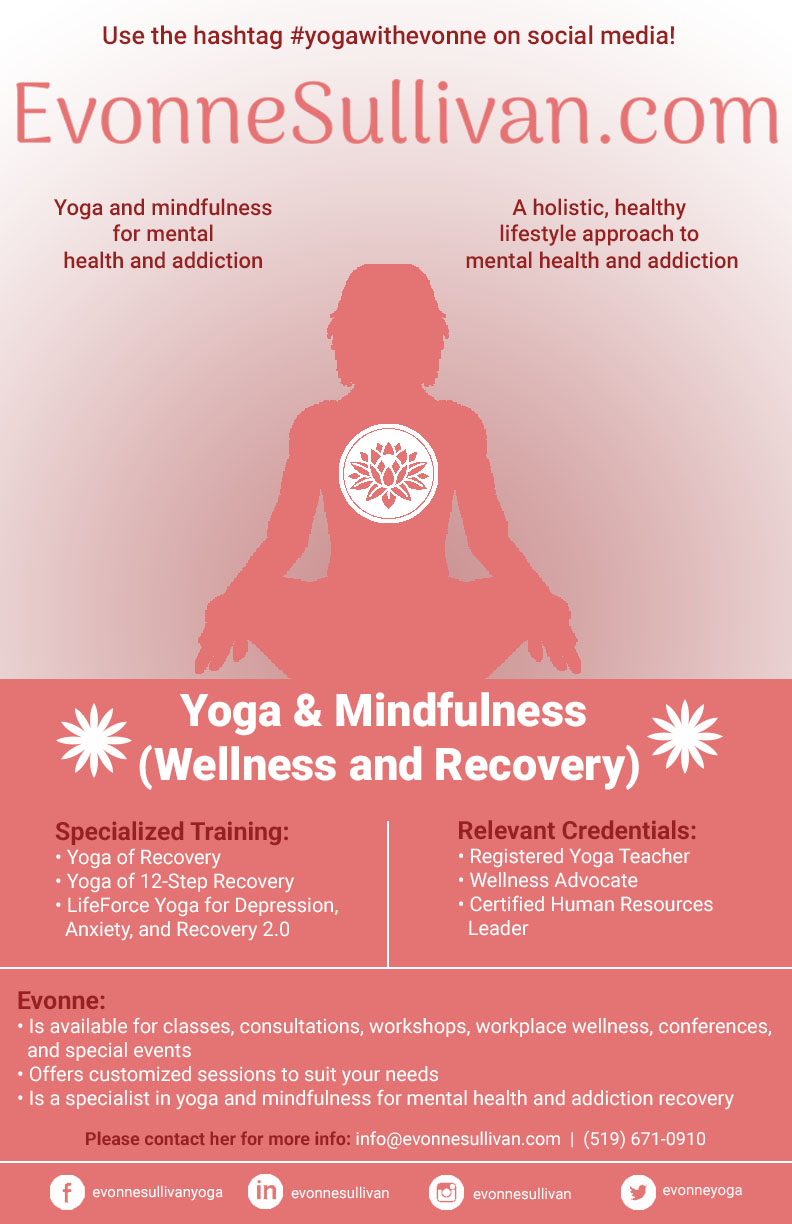 Use the hashtag #yogawithevonne on social media!
EvonneSullivan.com
Yoga and mindfulness
for mental
health and addiction
A holistic, healthy
lifestyle approach to
mental health and addiction
Yoga & Mindfulness
(Wellness and Recovery)
Specialized Training:
• Yoga of Recovery
• Yoga of 12-Step Recovery
• LifeForce Yoga for Depression,
Anxiety, and Recovery 2.0
Relevant Credentials:
• Registered Yoga Teacher
• Wellness Advocate
• Certified Human Resources
Leader
Evonne:
• Is available for classes, consultations, workshops, workplace wellness, conferences,
and special events
• Offers customized sessions to suit your needs
• Is a specialist in yoga and mindfulness for mental health and addiction recovery
Please contact her for more info: info@evonnesullivan.com | (519) 671-0910
f evonnesullivanyoga in evonnesullivan evonnesullivan evonneyoga